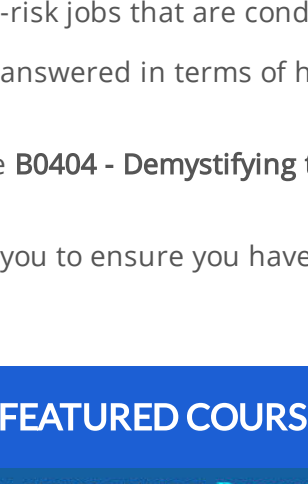 -risk jobs that are cond
answered in terms of h
e B0404 - Demystifying t
you to ensure you have
FEATURED COURS